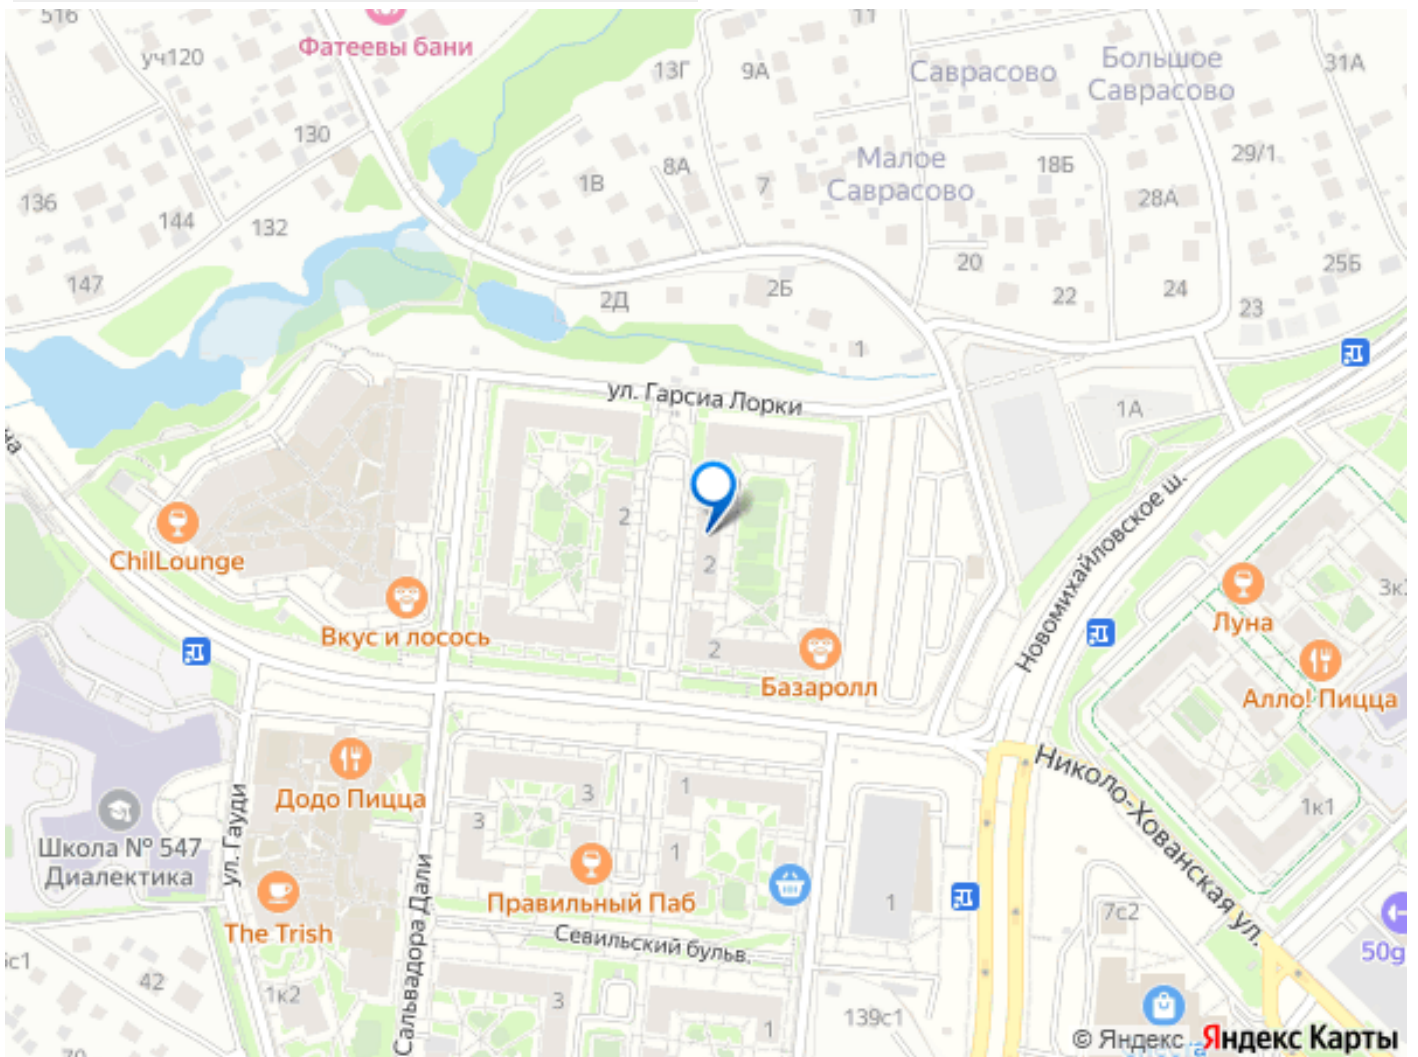 51б
Фатеевы бани
уч120
130
136
144
132
147
11
13Г
9А
Саврасово
Большое
Саврасово
31А
1В
8А
7
Малое
Саврасово
18Б
29/1
28А
20
22
24
25Б
23
2Д
2Б
1
1А
ул. Гарсиа Лорки
на
ChilLounge
Вкус и лосось
2
2
2
Базаролл
Новомихайловское ш.
Луна
Алло! Пицца
Николо-Хованская ул.
1к1
Додо Пицца
ул. Гауди
Школа № 547
Диалектика
The Trish
3
3
1
1
Правильный Паб
Севильский бульв.
Сальвадора Дали
1
7с2
50g
42
1к2
3
1
139с1
© Яндекс Яндекс Карты